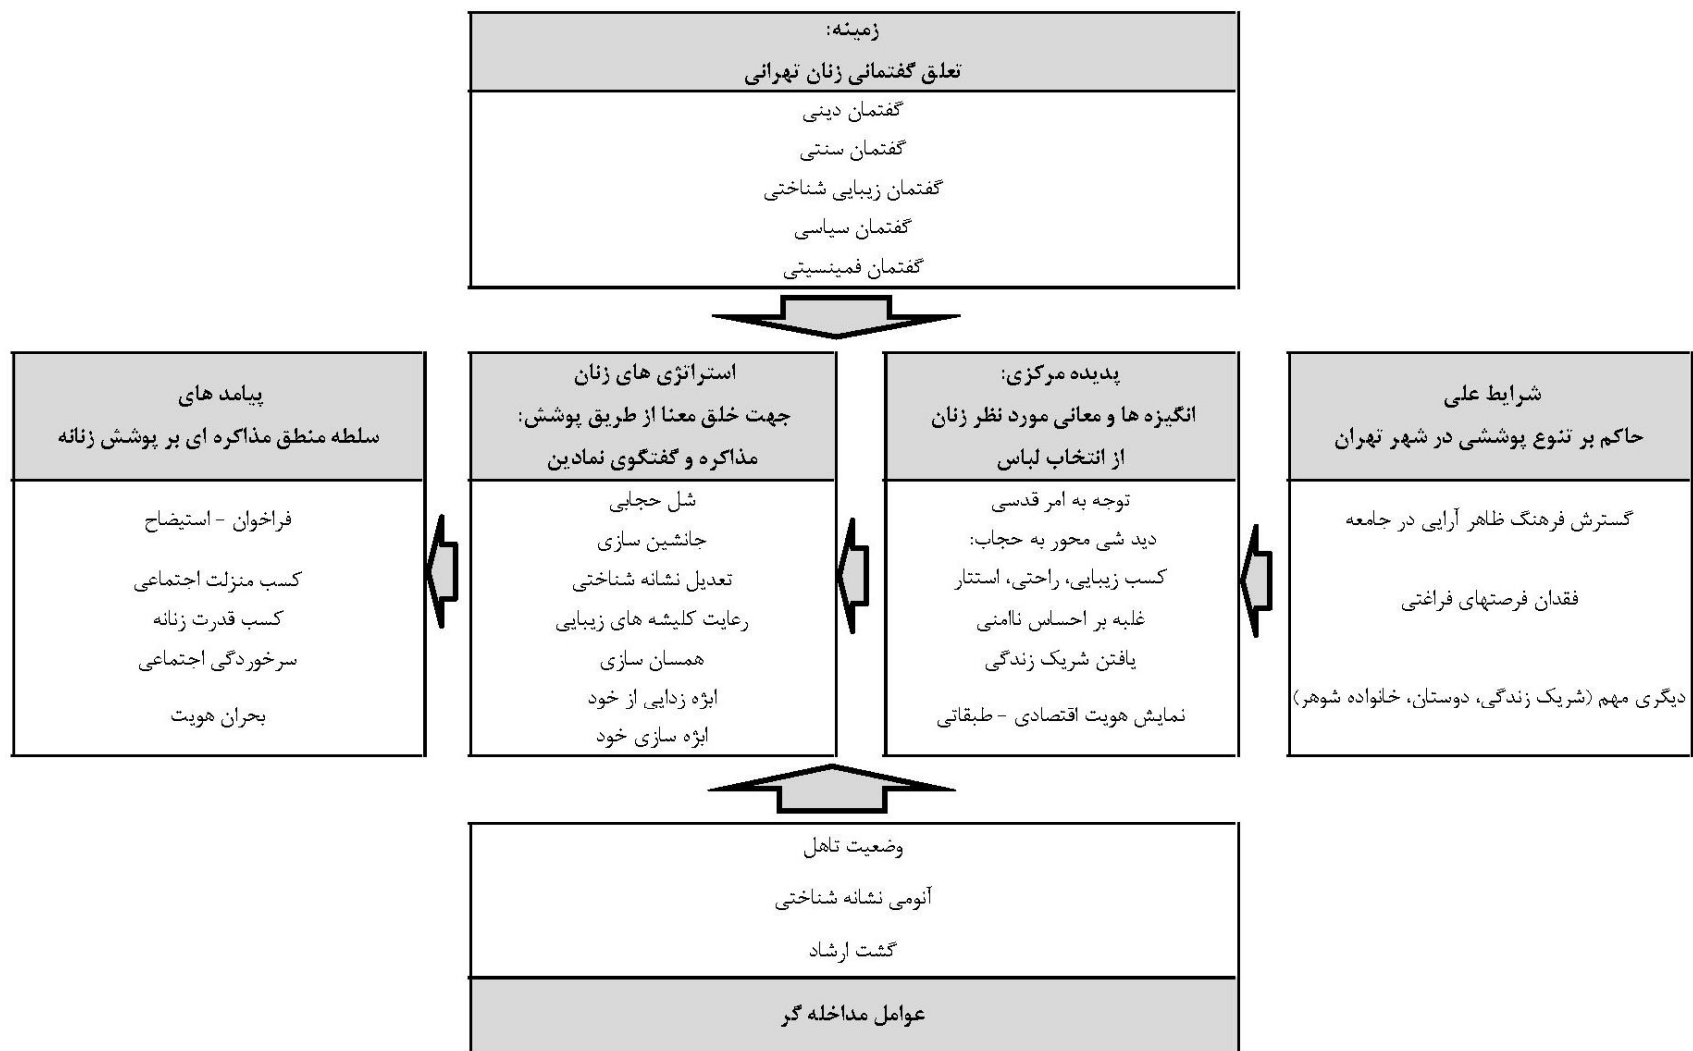 زمینه:
تعلق گفتمانی زنان تهرانی
گفتمان دینی
گفتمان سنتی
گفتمان زیبایی شناختی
گفتمان سیاسی
گفتمان فمینسیتی
شرایط علی
حاکم بر تنوع پوششی در شهر تهران
گسترش فرهنگ ظاهر آرایی در جامعه
فقدان فرصتهای فراغتی
دیگری مهم (شریک زندگی، دوستان، خانواده شوهر)
پدیده مرکزی:
انگیزه ها و معانی مورد نظر زنان
از انتخاب لباس
توجه به امر قدسی
دید شی محور به حجاب:
کسب زیبایی، راحتی، استتار
غلبه بر احساس ناامنی
یافتن شریک زندگی
نمایش هویت اقتصادی - طبقاتی
استراتژی های زنان
جهت خلق معنا از طریق پوشش:
مذاکره و گفتگوی نمادین
شل حجابی
جانشین سازی
تعدیل نشانه شناختی
رعایت کلیشه های زیبایی
همسان سازی
ابژه زدایی از خود
ابژه سازی خود
پیامد های
سلطه منطق مذاکره ای بر پوشش زنانه
فراخوان - استیضاح
کسب منزلت اجتماعی
کسب قدرت زنانه
سرخوردگی اجتماعی
بحران هویت
وضعیت تاهل
آنومی نشانه شناختی
گشت ارشاد
عوامل مداخله گر